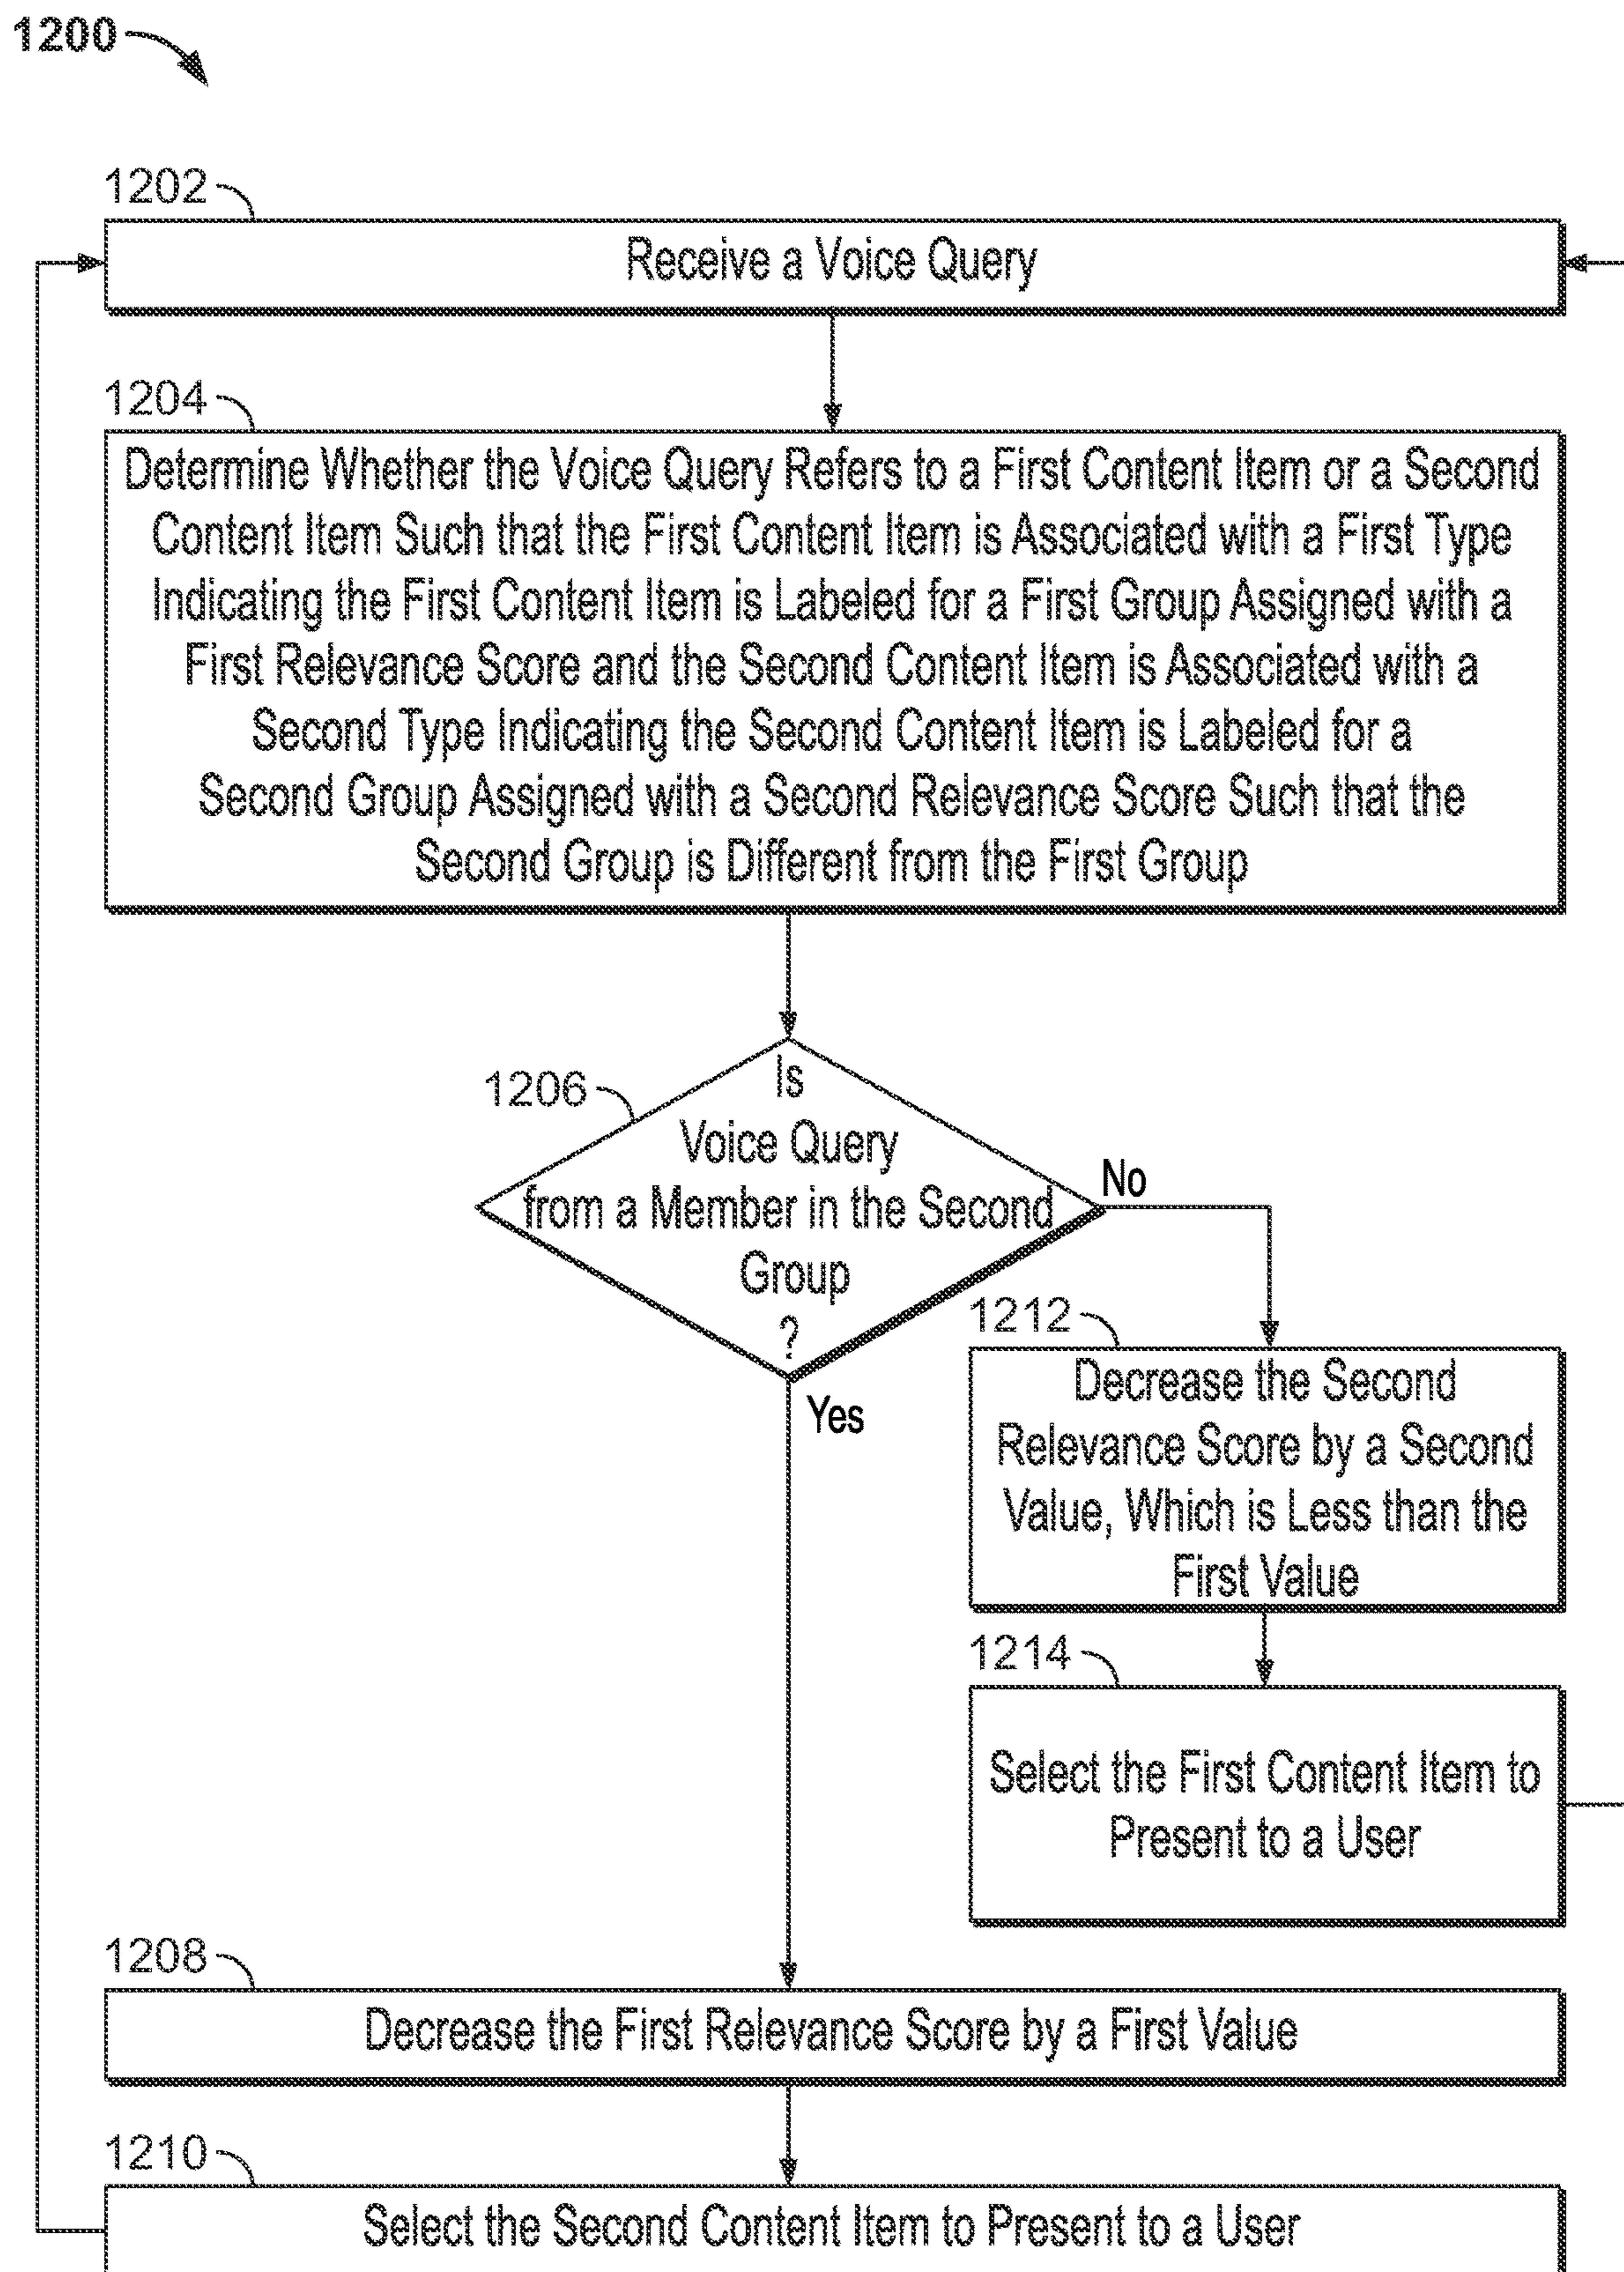 1200
1202
Receive a Voice Query
1204
Determine Whether the Voice Query Refers to a First Content Item or a Second
Content Item Such that the First Content Item is Associated with a First Type
Indicating the First Content Item is Labeled for a First Group Assigned with a
First Relevance Score and the Second Content Item is Associated with a
Second Type Indicating the Second Content Item is Labeled for a
Second Group Assigned with a Second Relevance Score Such that the
Second Group is Different from the First Group
1206
Is
Voice Query
from a Member in the Second
Group
?
No
Yes
1212
Decrease the Second
Relevance Score by a Second
Value, Which is Less than the
First Value
1214
Select the First Content Item to
Present to a User
1208
Decrease the First Relevance Score by a First Value
1210
Select the Second Content Item to Present to a User